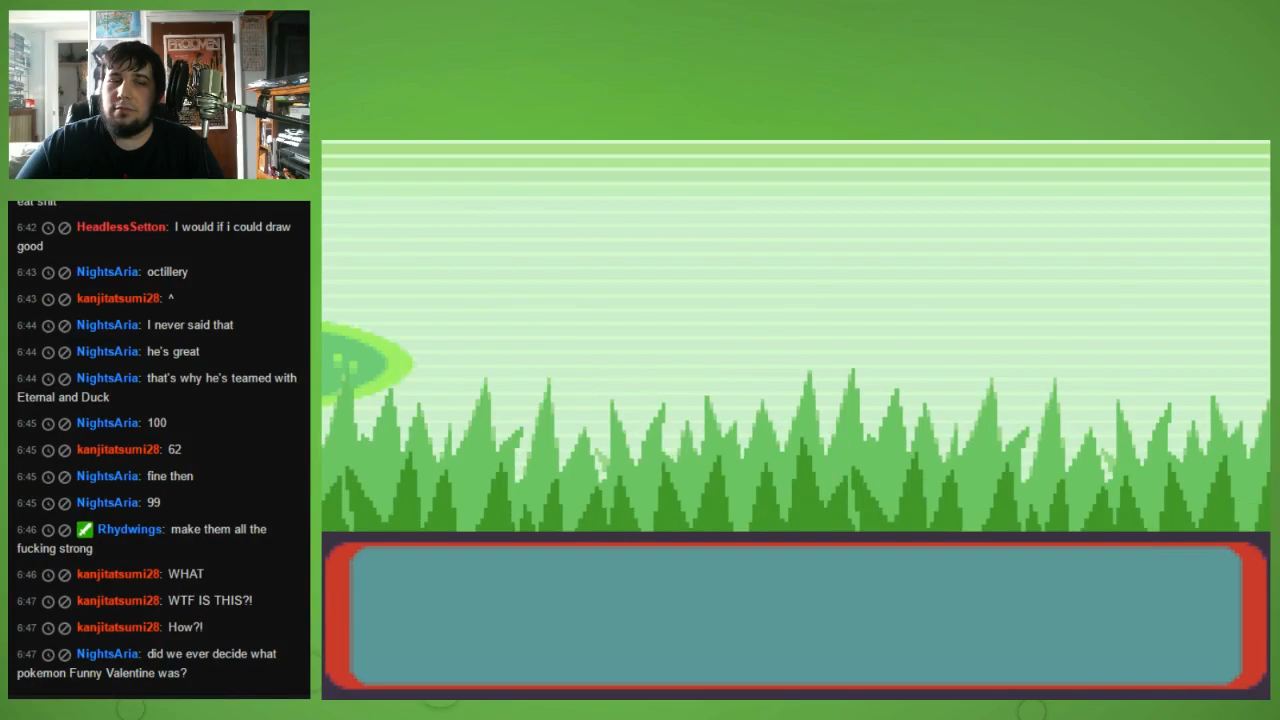 FROGMEN
eat shit
6:42 HeadlessSetton: I would if i could draw
good
6:43 NightsAria: octillery
6:43 kanjitatsumi28: ^
6:44 NightsAria: I never said that
6:44 NightsAria: he's great
6:44 NightsAria: that's why he's teamed with
Eternal and Duck
6:45 NightsAria: 100
6:45 kanjitatsumi28: 62
6:45 NightsAria: fine then
6:45 NightsAria: 99
6:46 Rhydwings: make them all the
fucking strong
6:46 kanjitatsumi28: WHAT
6:47 kanjitatsumi28: WTF IS THIS?!
6:47 kanjitatsumi28: How?!
6:47 NightsAria: did we ever decide what
pokemon Funny Valentine was?